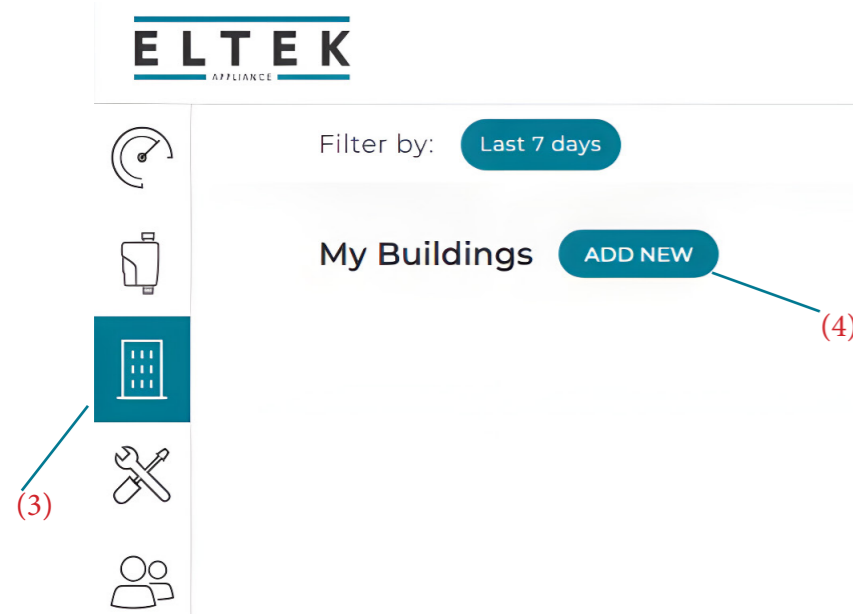 ELTEK
APPLIANCE
Filter by: Last 7 days
My Buildings ADD NEW
(4)
(3)